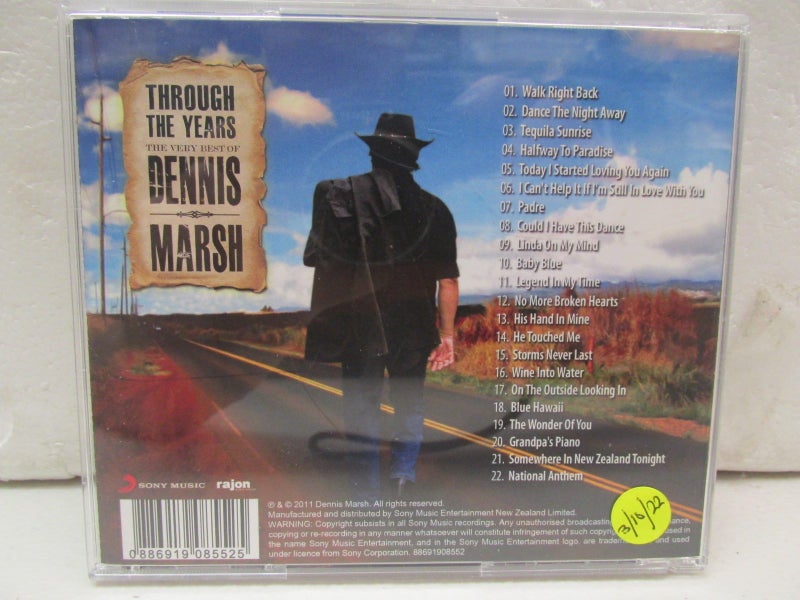 THROUGH
THE YEARS
THE VERY BEST OF
DENNIS
MARSH
01. Walk Right Back
02. Dance The Night Away
03. Tequila Sunrise
04. Halfway To Paradise
05. Today I Started Loving You Again
06. I Can't Help It If I'm Still In Love With You
07. Padre
08. Could I Have This Dance
09. Linda On My Mind
10. Baby Blue
11. Legend In My Time
12. No More Broken Hearts
13. His Hand In Mine
14. He Touched Me
15. Storms Never Last
16. Wine Into Water
17. On The Outside Looking In
18. Blue Hawaii
19. The Wonder Of You
20. Grandpa's Piano
21. Somewhere In New Zealand Tonight
22. National Anthem
SONY MUSIC rajon
℗ & © 2011 Dennis Marsh. All rights reserved.
Manufactured and distributed by Sony Music Entertainment New Zealand Limited.
WARNING: Copyright subsists in all Sony Music recordings. Any unauthorised broadcasting
copying or re-recording in any manner whatsoever will constitute infringement of such used in
the name Sony Music Entertainment, and in the Sony Music Entertainment logo, are and used
under licence from Sony Corporation. 88691908552
0886919 085525
3/10/22